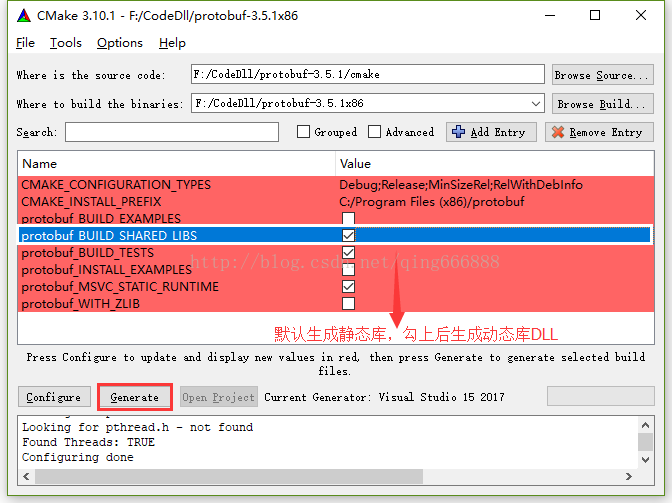 CMake 3.10.1 - F:/CodeDll/protobuf-3.5.1x86
File Tools Options Help
Where is the source code: F:/CodeDll/protobuf-3.5.1/cmake Browse Source...
Where to build the binaries: F:/CodeDll/protobuf-3.5.1x86 Browse Build...
Search: Grouped Advanced Add Entry Remove Entry
Name Value
CMAKE_CONFIGURATION_TYPES Debug;Release;MinSizeRel;RelWithDebInfo
CMAKE_INSTALL_PREFIX C:/Program Files (x86)/protobuf
protobuf_BUILD_EXAMPLES
protobuf_BUILD_SHARED_LIBS
protobuf_BUILD_TESTS
http://blog.csdn.net/qing666888
protobuf_INSTALL_EXAMPLES
protobuf_MSVC_STATIC_RUNTIME
protobuf_WITH_ZLIB
默认生成静态库，勾上后生成动态库DLL
Press Configure to update and display new values in red, then press Generate to generate selected build
files.
Configure Generate Open Project Current Generator: Visual Studio 15 2017
Looking for pthread.h - not found
Found Threads: TRUE
Configuring done